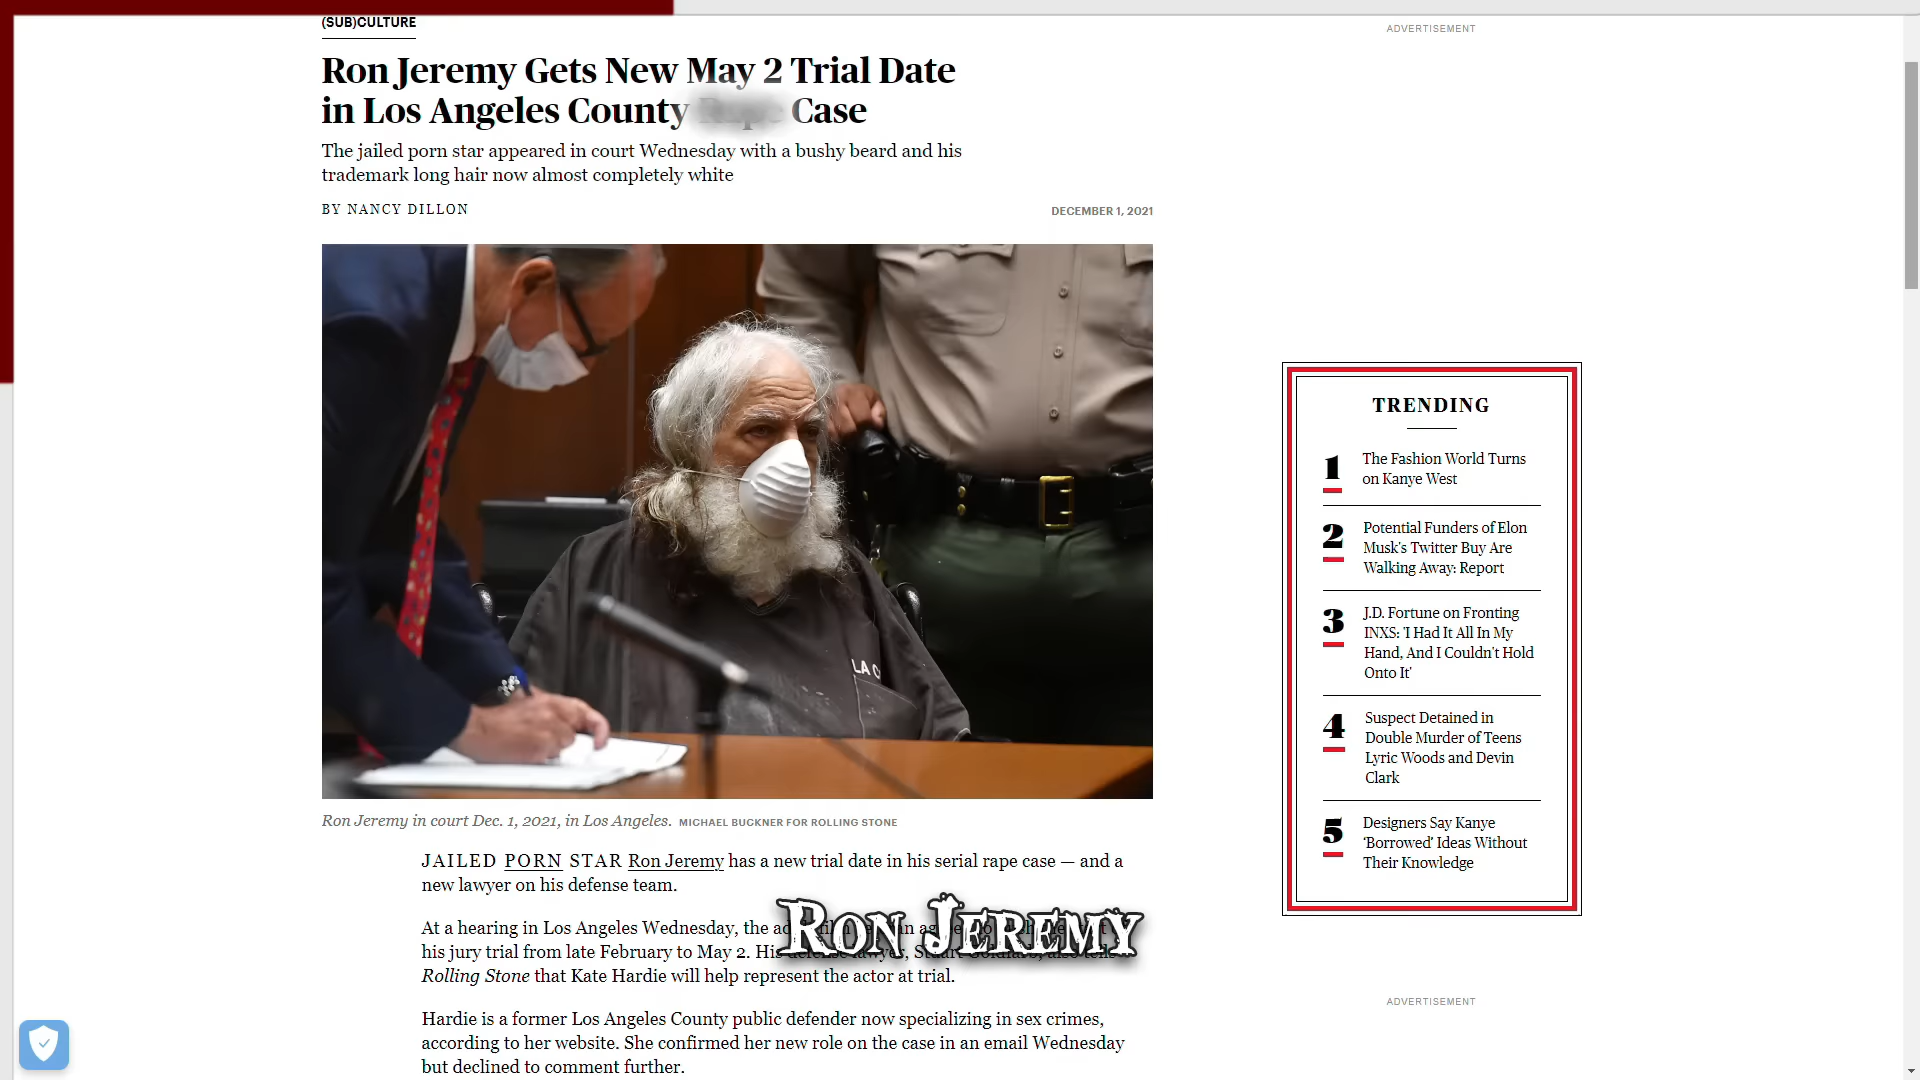 (SUB)CULTURE
Ron Jeremy Gets New May 2 Trial Date
in Los Angeles County Rape Case
The jailed porn star appeared in court Wednesday with a bushy beard and his
trademark long hair now almost completely white
BY NANCY DILLON
DECEMBER 1, 2021
LA CO
Ron Jeremy in court Dec. 1, 2021, in Los Angeles. MICHAEL BUCKNER FOR ROLLING STONE
JAILED PORN STAR Ron Jeremy has a new trial date in his serial rape case — and a
new lawyer on his defense team.
At a hearing in Los Angeles Wednesday, the
his jury trial from late February to May 2. His defense lawyer, Stuart Goldfarb, also tells
Rolling Stone that Kate Hardie will help represent the actor at trial.
RON JEREMY
Hardie is a former Los Angeles County public defender now specializing in sex crimes,
according to her website. She confirmed her new role on the case in an email Wednesday
but declined to comment further.
ADVERTISEMENT
TRENDING
1 The Fashion World Turns
on Kanye West
2 Potential Funders of Elon
Musk's Twitter Buy Are
Walking Away: Report
3 J.D. Fortune on Fronting
INXS: 'I Had It All In My
Hand, And I Couldn't Hold
Onto It'
4 Suspect Detained in
Double Murder of Teens
Lyric Woods and Devin
Clark
5 Designers Say Kanye
'Borrowed' Ideas Without
Their Knowledge
ADVERTISEMENT